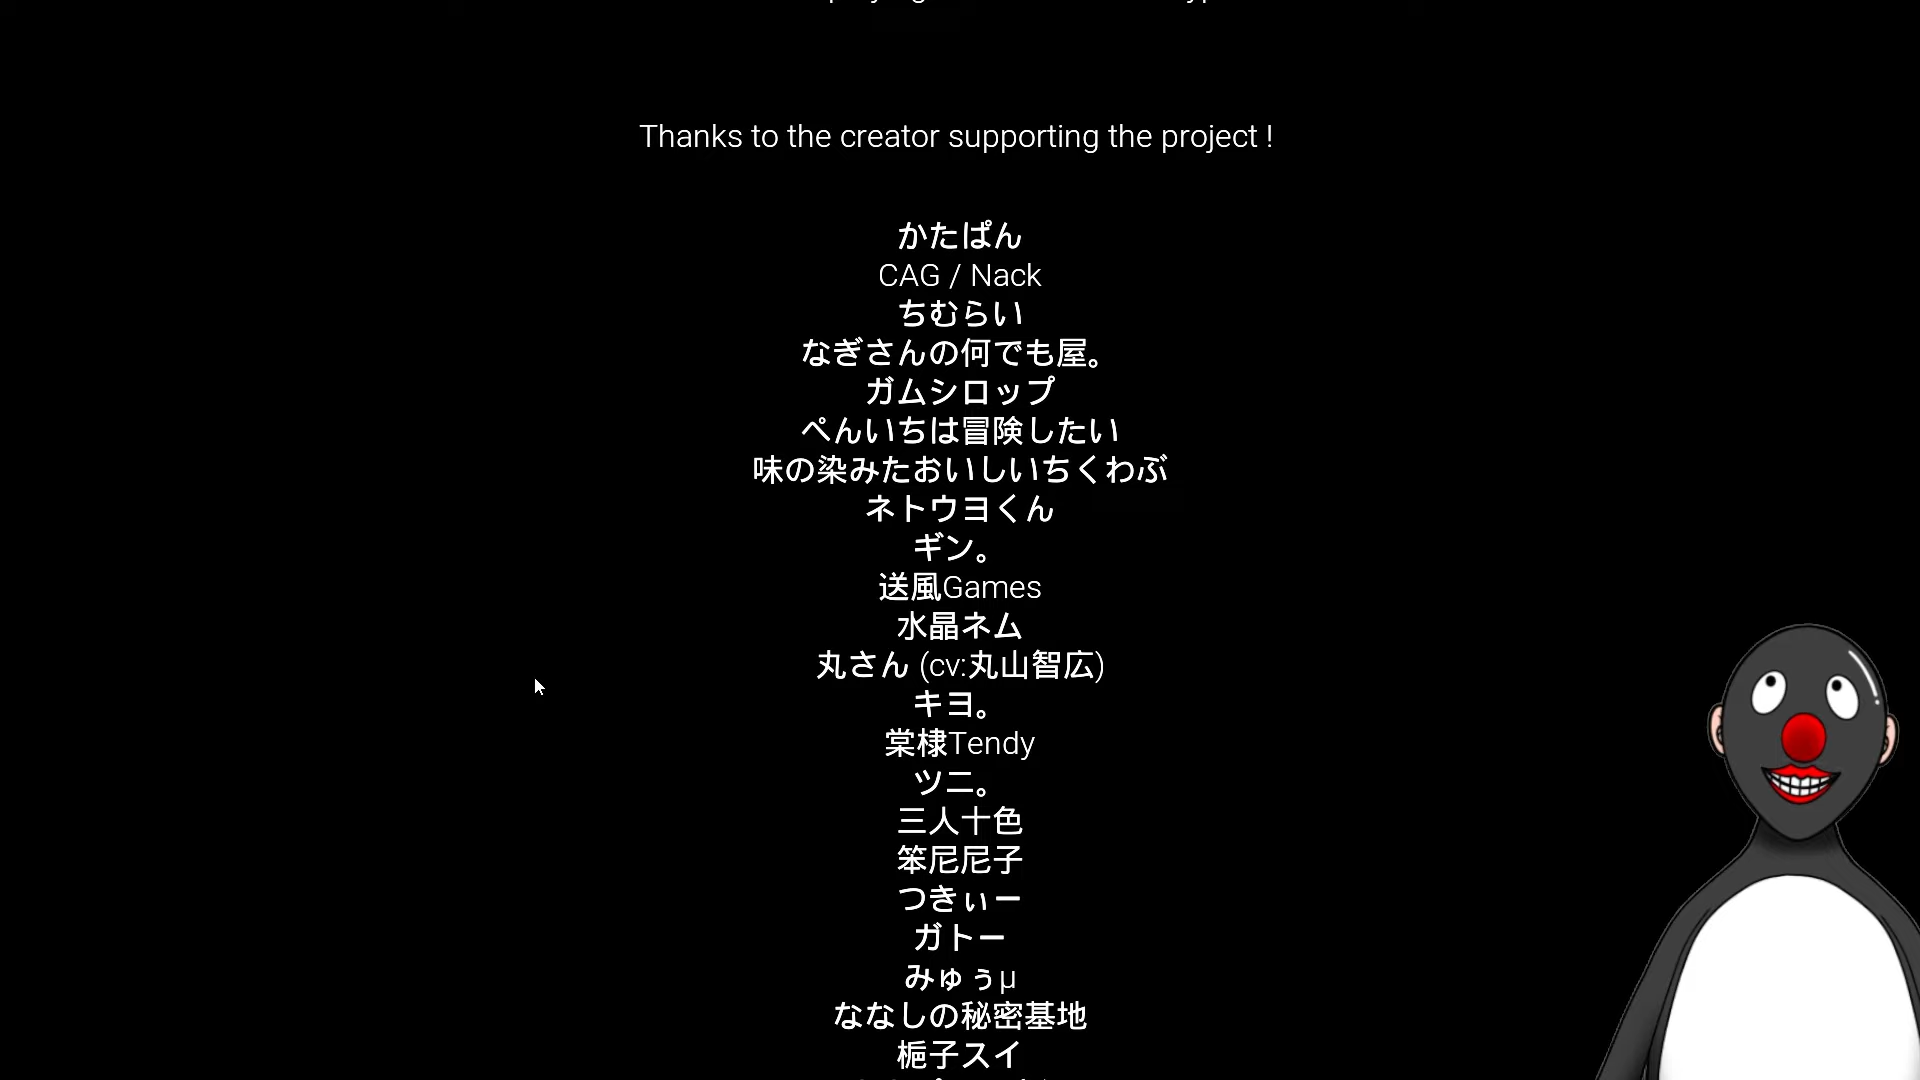 Thanks to the creator supporting the project !
かたぱん
CAG / Nack
ちむらい
なぎさんの何でも屋。
ガムシロップ
ぺんいちは冒険したい
味の染みたおいしいちくわぶ
ネトウヨくん
ギン。
送風Games
水晶ネム
丸さん (cv:丸山智広)
キヨ。
棠棣Tendy
ツニ。
三人十色
笨尼尼子
つきぃー
ガトー
みゅぅμ
ななしの秘密基地
梔子スイ